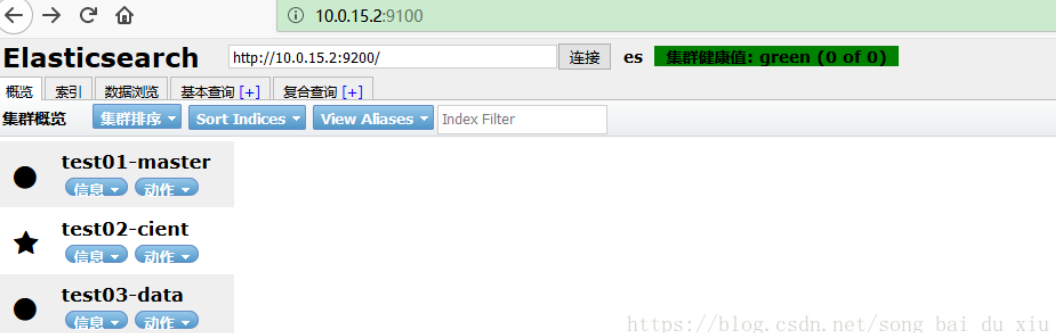 10.0.15.2:9100
Elasticsearch http://10.0.15.2:9200/ 连接 es 集群健康值: green (0 of 0)
概览 索引 数据浏览 基本查询 [+] 复合查询 [+]
集群概览 集群排序 Sort Indices View Aliases Index Filter
test01-master
信息 动作
test02-cient
信息 动作
test03-data
信息 动作
https://blog.csdn.net/song_bai_du_xiu